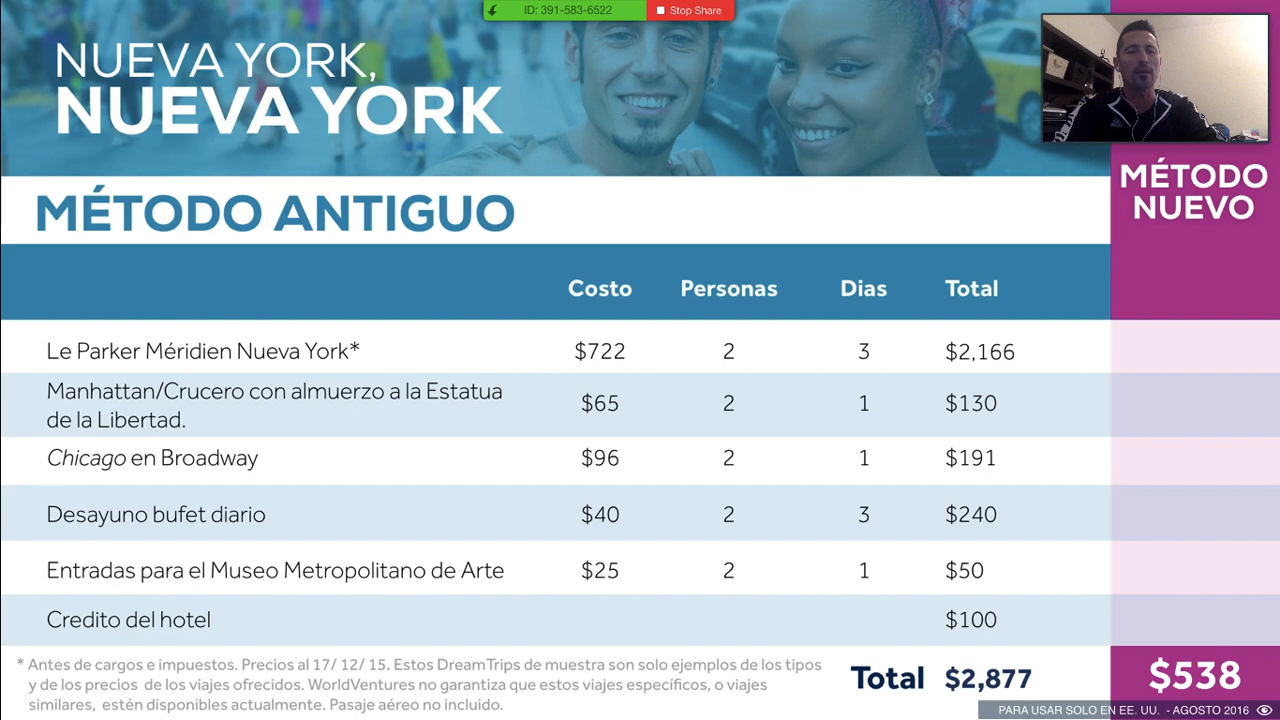 ID: 391-583-6522 Stop Share
NUEVA YORK,
NUEVA YORK
MÉTODO
NUEVO
MÉTODO ANTIGUO
Costo Personas Dias Total
Le Parker Méridien Nueva York* $722 2 3 $2,166
Manhattan/Crucero con almuerzo a la Estatua
de la Libertad. $65 2 1 $130
Chicago en Broadway $96 2 1 $191
Desayuno bufet diario $40 2 3 $240
Entradas para el Museo Metropolitano de Arte $25 2 1 $50
Credito del hotel $100
* Antes de cargos e impuestos. Precios al 17/ 12/ 15. Estos DreamTrips de muestra son solo ejemplos de los tipos
y de los precios de los viajes ofrecidos. WorldVentures no garantiza que estos viajes específicos, o viajes
similares, estén disponibles actualmente. Pasaje aéreo no incluido.
Total $2,877 $538
PARA USAR SOLO EN EE. UU. - AGOSTO 2016